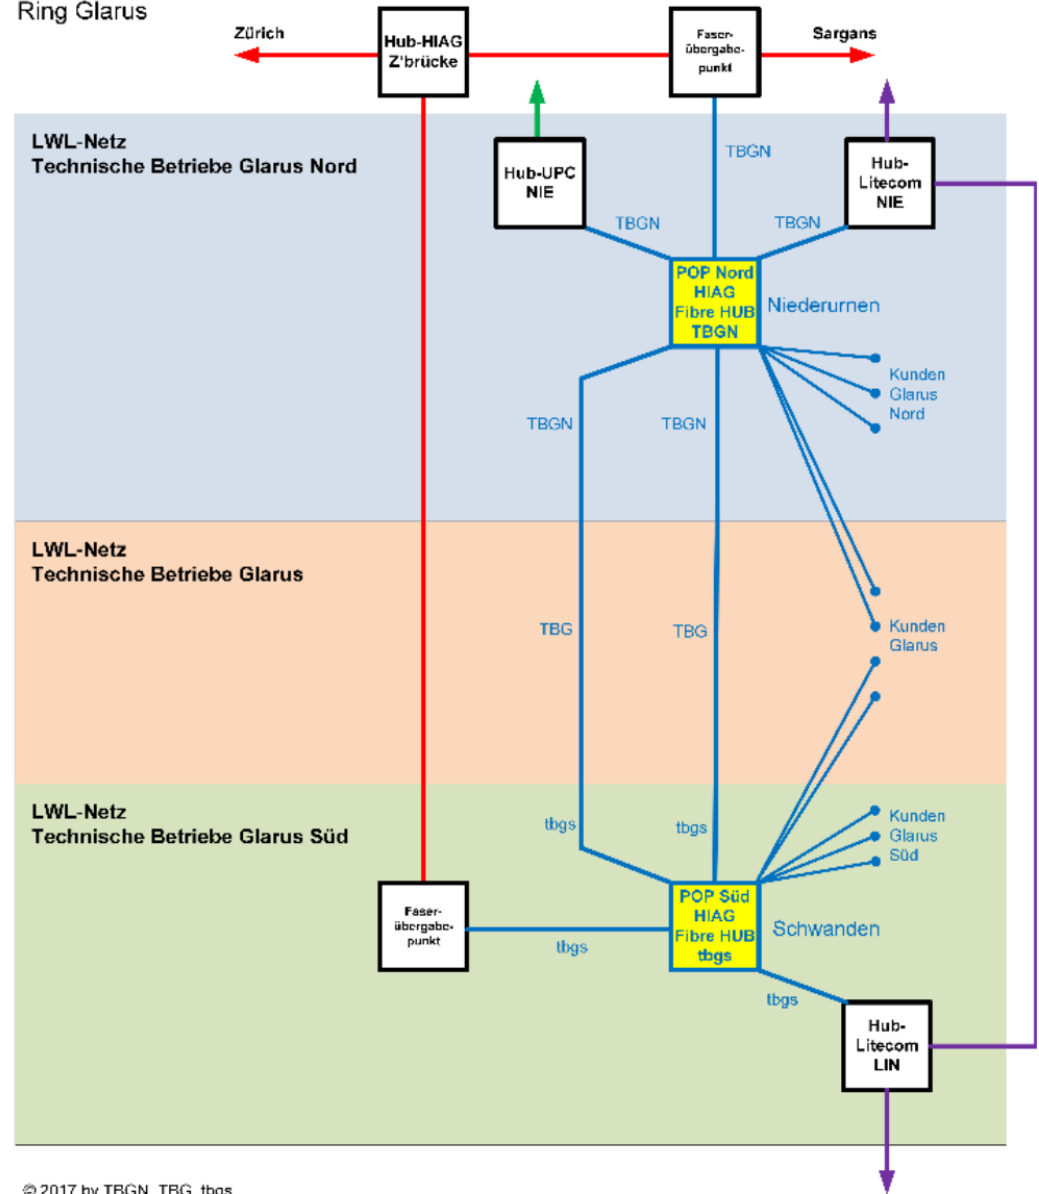 Ring Glarus
Zürich
Hub-HIAG
Z'brücke
Faser-
übergabe-
punkt
Sargans
LWL-Netz
Technische Betriebe Glarus Nord
Hub-UPC
NIE
TBGN
Hub-
Litecom
NIE
TBGN
TBGN
POP Nord
HIAG
Fibre HUB
TBGN
Niederurnen
Kunden
Glarus
Nord
TBGN
TBGN
LWL-Netz
Technische Betriebe Glarus
TBG
TBG
Kunden
Glarus
LWL-Netz
Technische Betriebe Glarus Süd
tbgs
tbgs
Kunden
Glarus
Süd
Faser-
übergabe-
punkt
tbgs
POP Süd
HIAG
Fibre HUB
tbgs
Schwanden
tbgs
Hub-
Litecom
LIN
© 2017 by TBGN, TBG, tbgs